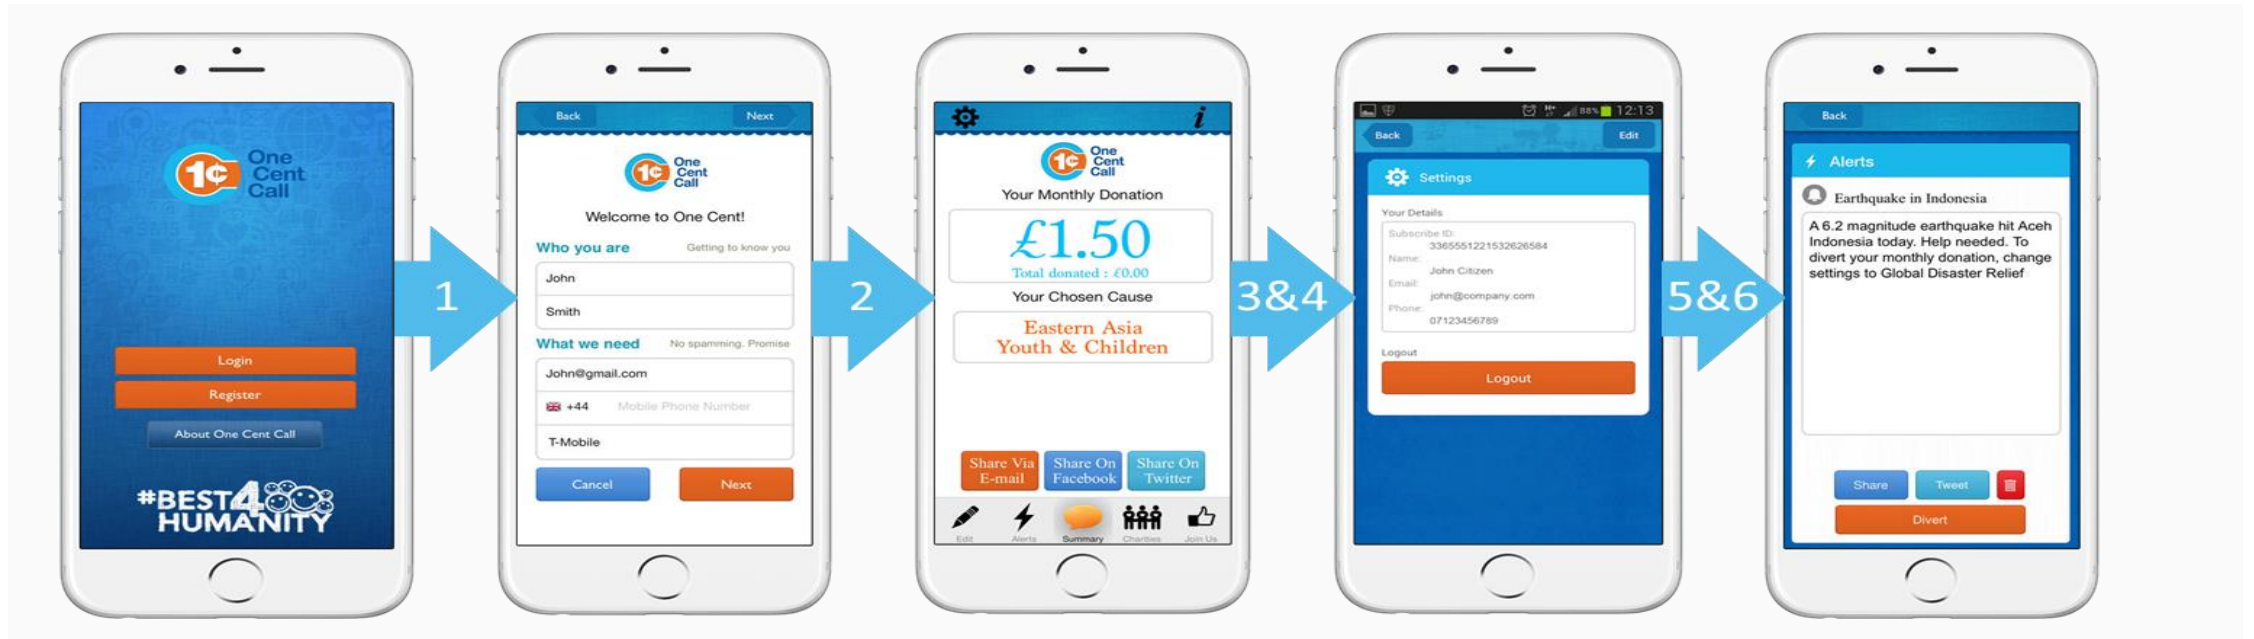 1¢
One
Cent
Call
Login
Register
About One Cent Call
#BEST4
HUMANITY
1
Back
Next
1¢
One
Cent
Call
Welcome to One Cent!
Who you are
Getting to know you
John
Smith
What we need
No spamming. Promise
John@gmail.com
+44 Mobile Phone Number
T-Mobile
Cancel
Next
2
i
1¢
One
Cent
Call
Your Monthly Donation
£1.50
Total donated : £0.00
Your Chosen Cause
Eastern Asia
Youth & Children
Share Via
E-mail
Share On
Facebook
Share On
Twitter
Edit
Alerts
Summary
Charities
Join Us
3&4
H+
88%
12:13
Back
Edit
Settings
Your Details
Subscribe ID:
3365551221532626584
Name:
John Citizen
Email:
john@company.com
Phone:
07123456789
Logout
Logout
5&6
Back
Alerts
Earthquake in Indonesia
A 6.2 magnitude earthquake hit Aceh
Indonesia today. Help needed. To
divert your monthly donation, change
settings to Global Disaster Relief
Share
Tweet
Divert